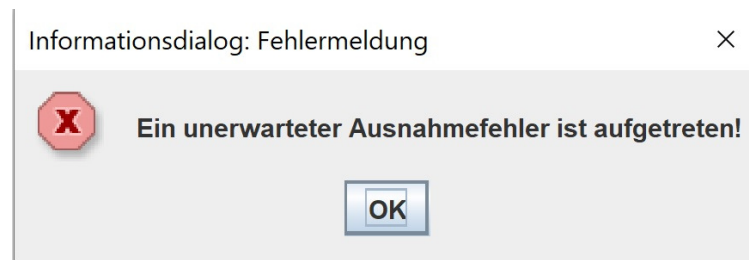 Informationsdialog: Fehlermeldung
Ein unerwarteter Ausnahmefehler ist aufgetreten!
OK